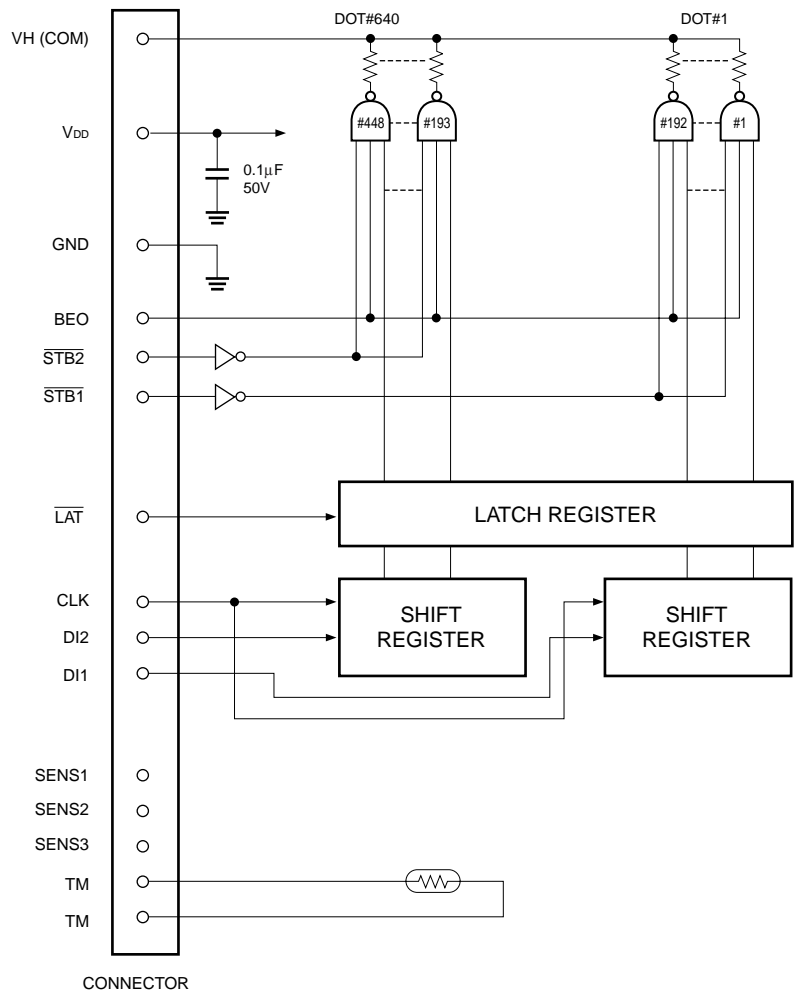 DOT#640 DOT#1
VH (COM)
#448 #193 #192 #1
VDD
0.1μF
50V
GND
BEO
STB2
STB1
LATCH REGISTER
LAT
CLK
SHIFT
REGISTER
SHIFT
REGISTER
DI2
DI1
SENS1
SENS2
SENS3
TM
TM
CONNECTOR